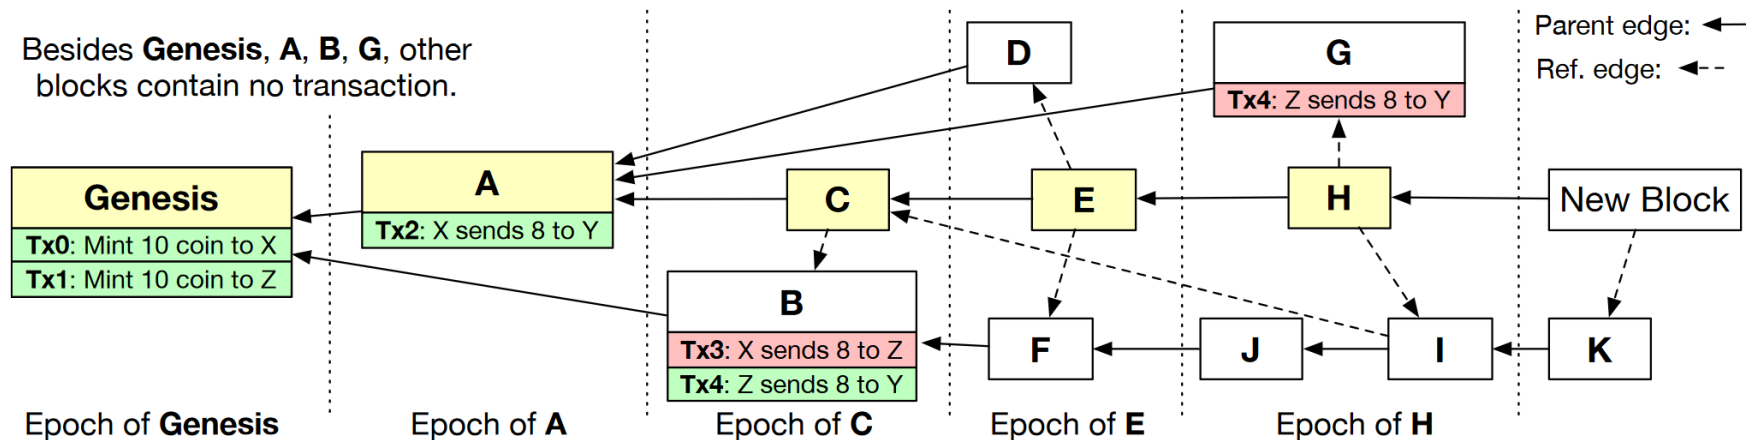 Besides Genesis, A, B, G, other
blocks contain no transaction.
Parent edge:
Ref. edge:
D
G
Tx4: Z sends 8 to Y
Genesis
Tx0: Mint 10 coin to X
Tx1: Mint 10 coin to Z
A
Tx2: X sends 8 to Y
C
E
H
New Block
B
Tx3: X sends 8 to Z
Tx4: Z sends 8 to Y
F
J
I
K
Epoch of Genesis
Epoch of A
Epoch of C
Epoch of E
Epoch of H